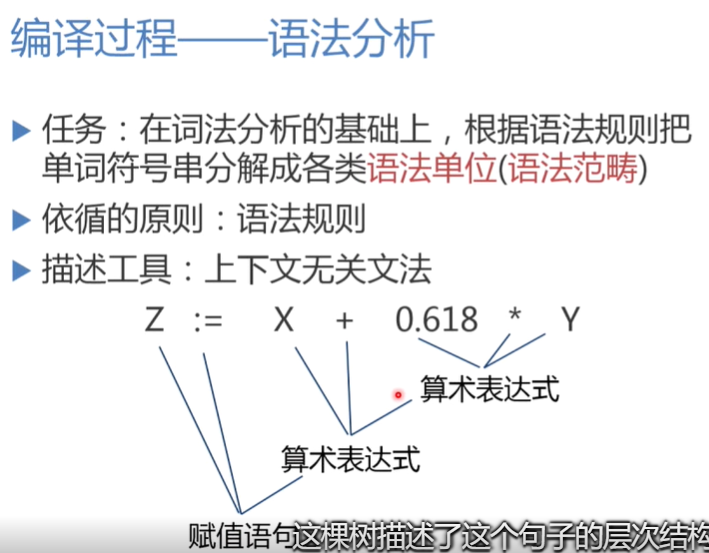 编译过程——语法分析
任务：在词法分析的基础上，根据语法规则把
单词符号串分解成各类语法单位(语法范畴)
依循的原则：语法规则
描述工具：上下文无关文法
Z := X + 0.618 * Y
算术表达式
算术表达式
赋值语句
这棵树描述了这个句子的层次结构